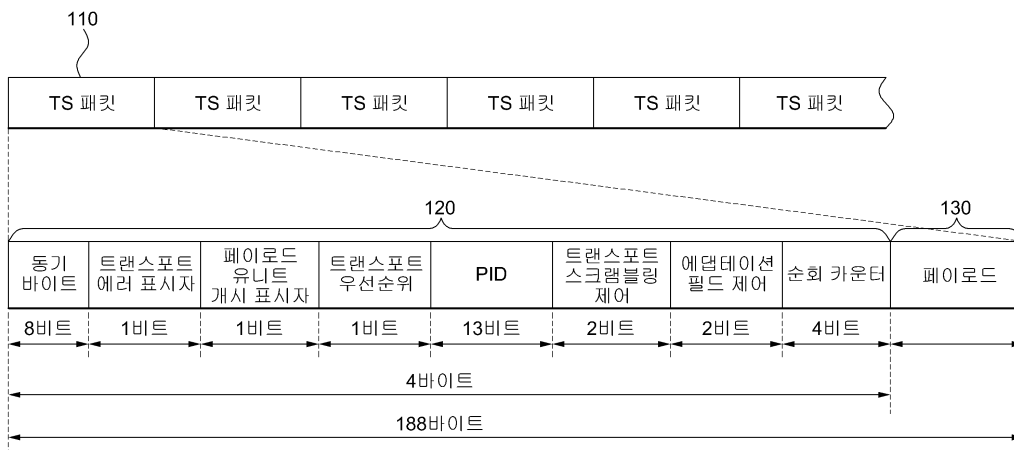 110
TS 패킷 TS 패킷 TS 패킷 TS 패킷 TS 패킷 TS 패킷
120 130
동기
바이트
트랜스포트
에러 표시자
페이로드
유니트
개시 표시자
트랜스포트
우선순위
PID
트랜스포트
스크램블링
제어
에댑테이션
필드 제어
순회 카운터
페이로드
8비트 1비트 1비트 1비트 13비트 2비트 2비트 4비트
4바이트
188바이트